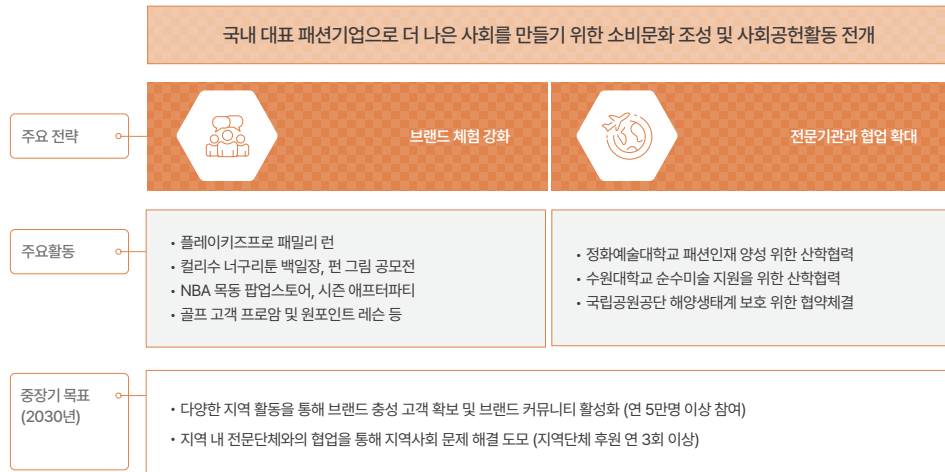 국내 대표 패션기업으로 더 나은 사회를 만들기 위한 소비문화 조성 및 사회공헌활동 전개
주요 전략
브랜드 체험 강화
전문기관과 협업 확대
주요활동
• 플레이키즈프로 패밀리 런
• 컬리수 너구리툰 백일장, 펀 그림 공모전
• NBA 목동 팝업스토어, 시즌 애프터파티
• 골프 고객 프로암 및 원포인트 레슨 등
• 정화예술대학교 패션인재 양성 위한 산학협력
• 수원대학교 순수미술 지원을 위한 산학협력
• 국립공원공단 해양생태계 보호 위한 협약체결
중장기 목표
(2030년)
• 다양한 지역 활동을 통해 브랜드 충성 고객 확보 및 브랜드 커뮤니티 활성화 (연 5만명 이상 참여)
• 지역 내 전문단체와의 협업을 통해 지역사회 문제 해결 도모 (지역단체 후원 연 3회 이상)